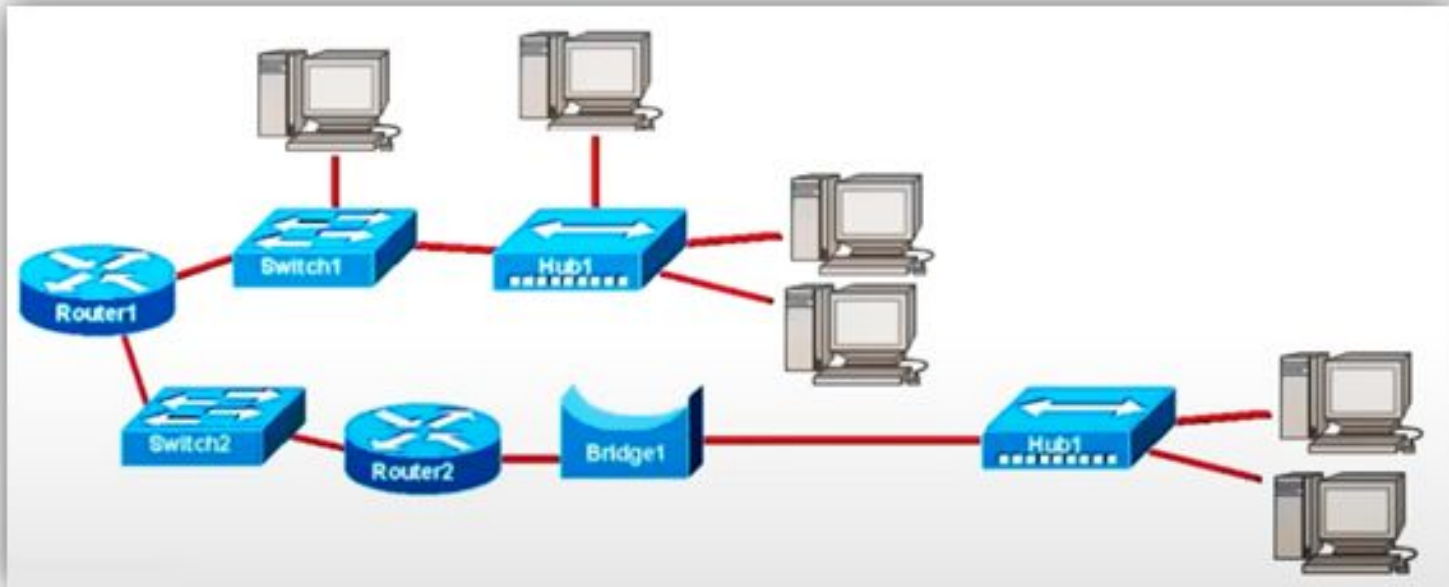 Switch1
Hub1
Router1
Switch2
Router2
Bridge1
Hub1